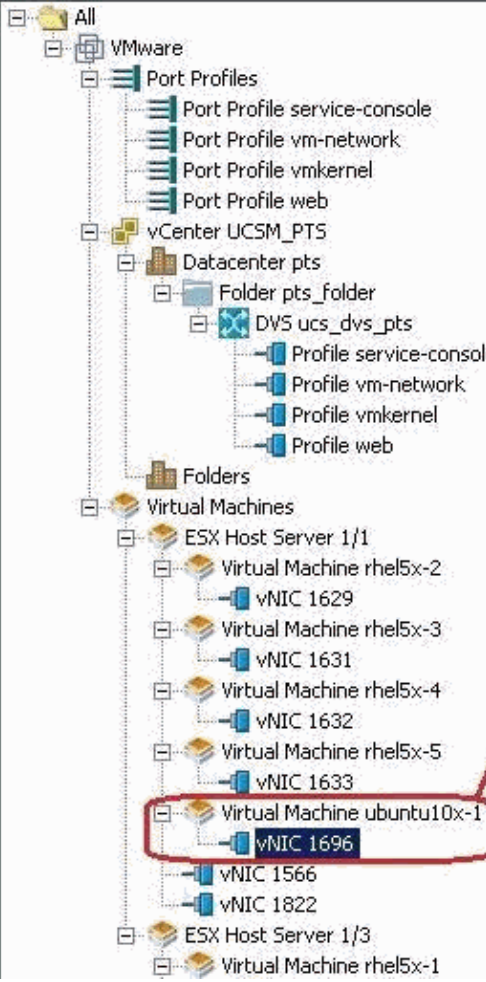 All
VMware
Port Profiles
Port Profile service-console
Port Profile vm-network
Port Profile vmkernel
Port Profile web
vCenter UCSM_PTS
Datacenter pts
Folder pts_folder
DVS ucs_dvs_pts
Profile service-consol
Profile vm-network
Profile vmkernel
Profile web
Folders
Virtual Machines
ESX Host Server 1/1
Virtual Machine rhel5x-2
vNIC 1629
Virtual Machine rhel5x-3
vNIC 1631
Virtual Machine rhel5x-4
vNIC 1632
Virtual Machine rhel5x-5
vNIC 1633
Virtual Machine ubuntu10x-1
vNIC 1696
vNIC 1566
vNIC 1822
ESX Host Server 1/3
Virtual Machine rhel5x-1